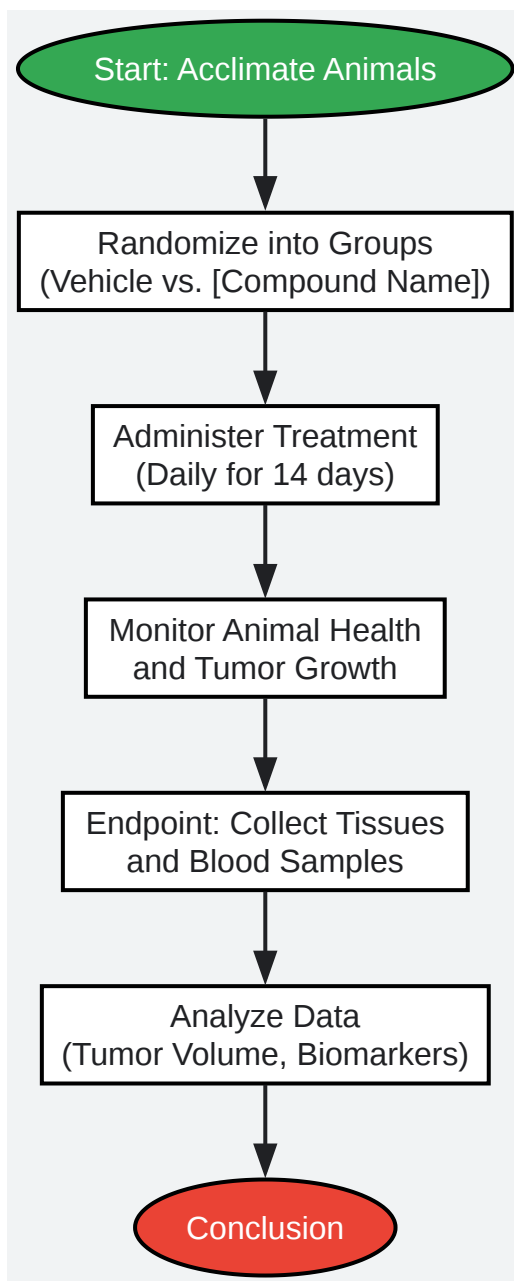 Start: Acclimate Animals
Randomize into Groups
(Vehicle vs. [Compound Name])
Administer Treatment
(Daily for 14 days)
Monitor Animal Health
and Tumor Growth
Endpoint: Collect Tissues
and Blood Samples
Analyze Data
(Tumor Volume, Biomarkers)
Conclusion